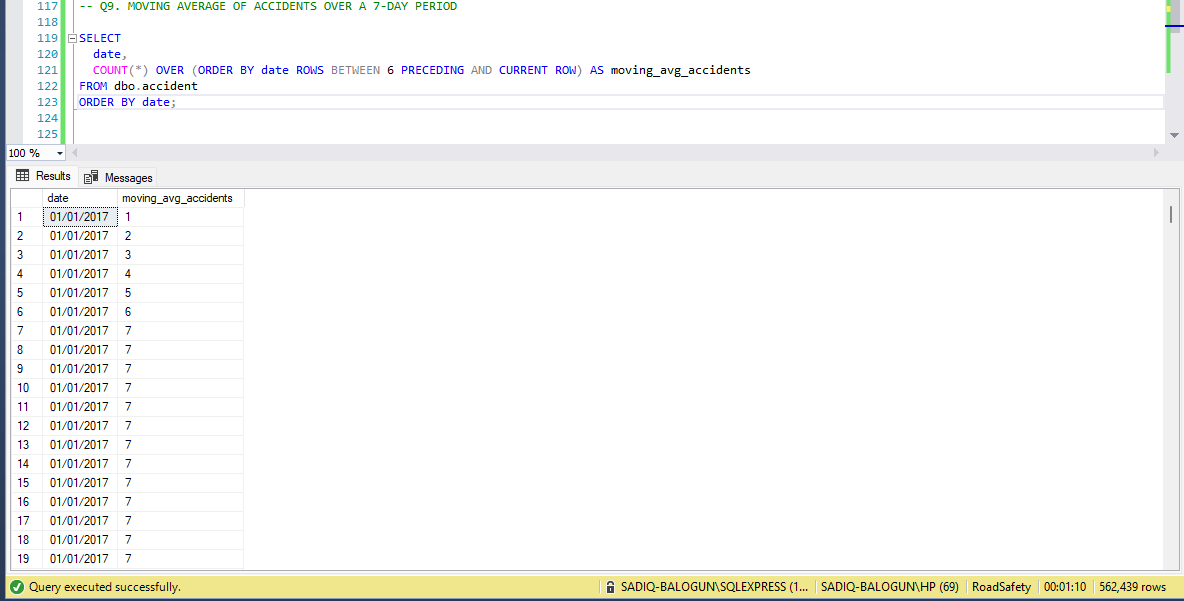 117 -- Q9. MOVING AVERAGE OF ACCIDENTS OVER A 7-DAY PERIOD
118
119 SELECT
120 date,
121 COUNT(*) OVER (ORDER BY date ROWS BETWEEN 6 PRECEDING AND CURRENT ROW) AS moving_avg_accidents
122 FROM dbo.accident
123 ORDER BY date;
124
125
100 %
Results Messages
date moving_avg_accidents
1 01/01/2017 1
2 01/01/2017 2
3 01/01/2017 3
4 01/01/2017 4
5 01/01/2017 5
6 01/01/2017 6
7 01/01/2017 7
8 01/01/2017 7
9 01/01/2017 7
10 01/01/2017 7
11 01/01/2017 7
12 01/01/2017 7
13 01/01/2017 7
14 01/01/2017 7
15 01/01/2017 7
16 01/01/2017 7
17 01/01/2017 7
18 01/01/2017 7
19 01/01/2017 7
Query executed successfully. SADIQ-BALOGUN\SQLEXPRESS (1... SADIQ-BALOGUN\HP (69) RoadSafety 00:01:10 562,439 rows